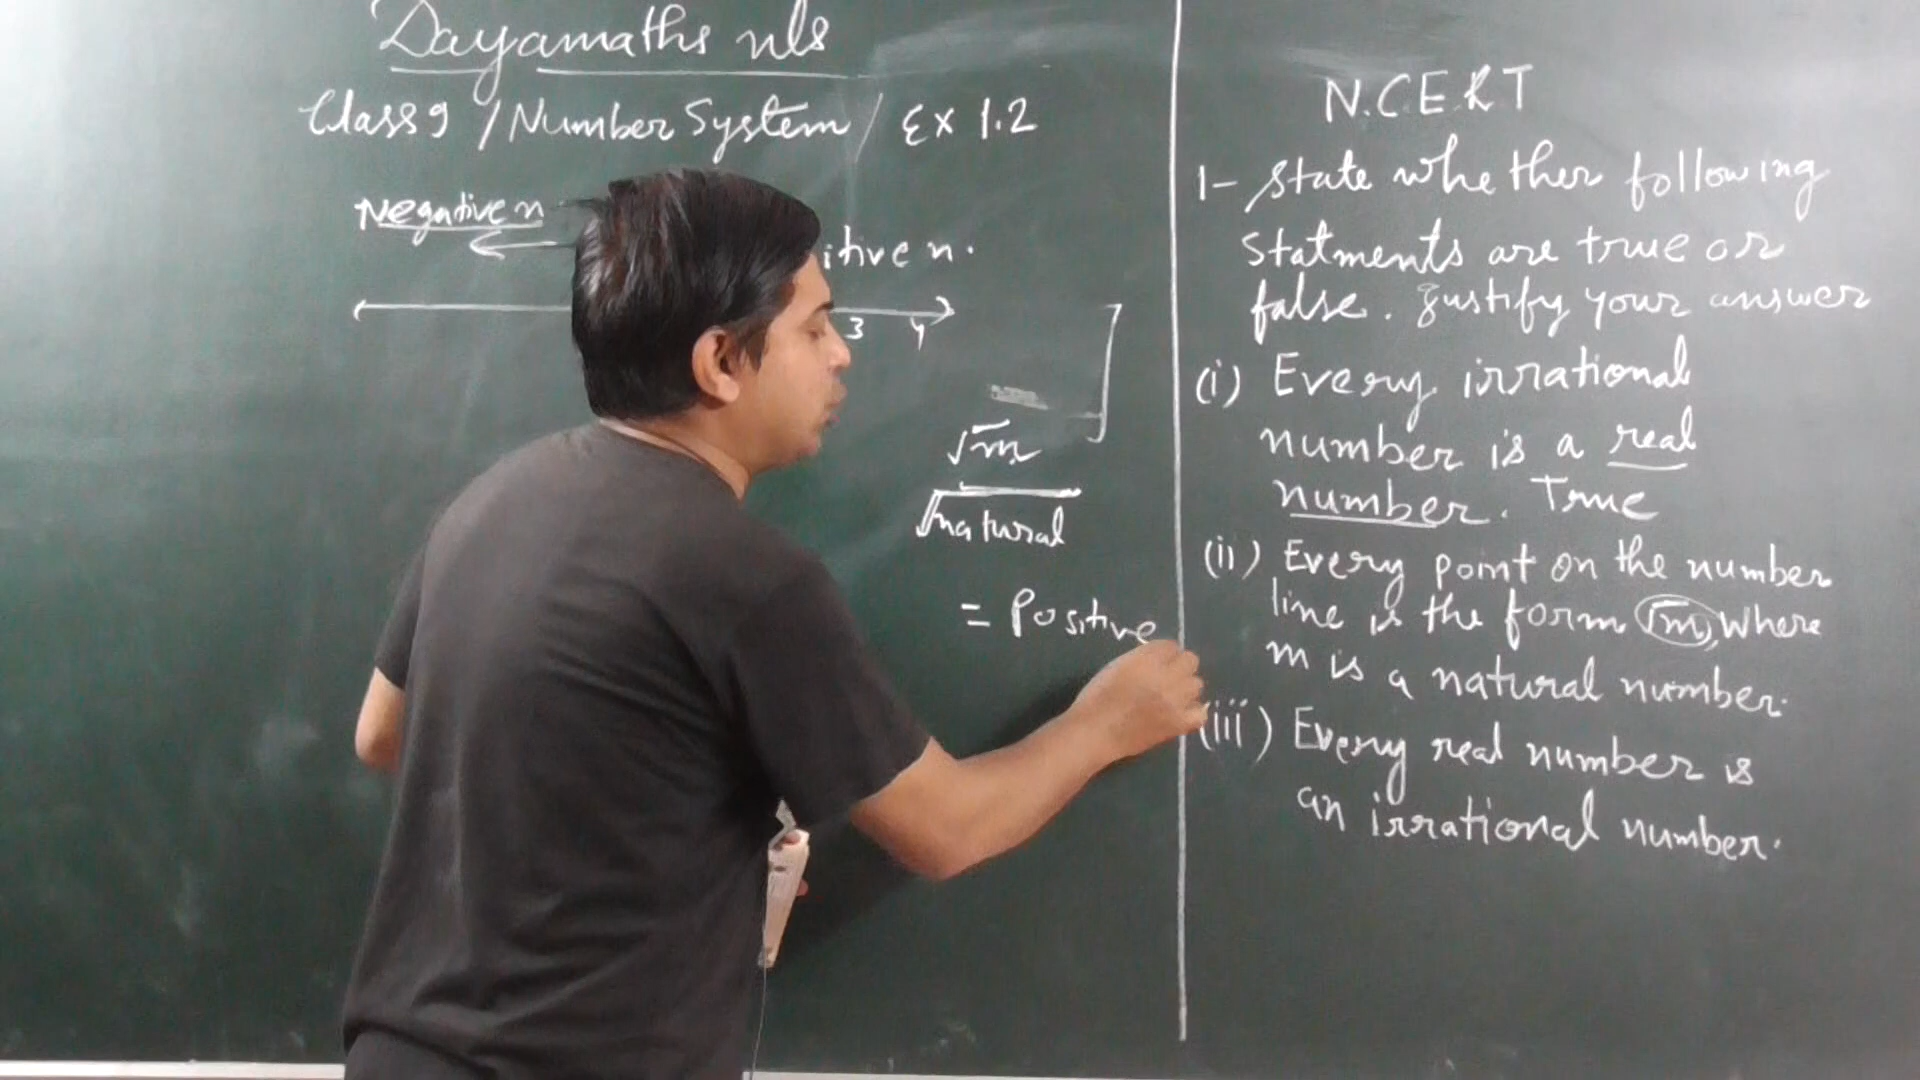 Dayamaths nls
Class 9 / Number System / Ex 1.2
Negative n
itive n.
3 4
√m
√natural
= Positive
N.CERT
1- State whether following
Statments are true or
false. Justify your answer
(i) Every irrational
number is a real
number. True
(ii) Every point on the number
line is the form √m, where
m is a natural number.
(iii) Every real number is
an irrational number.